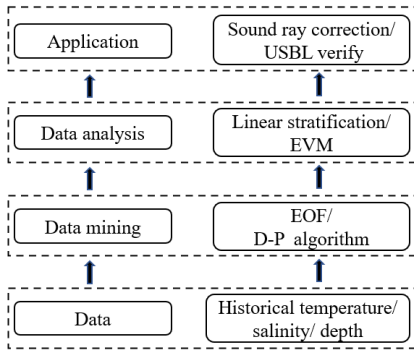 Application
Sound ray correction/
USBL verify
Data analysis
Linear stratification/
EVM
Data mining
EOF/
D-P algorithm
Data
Historical temperature/
salinity/ depth